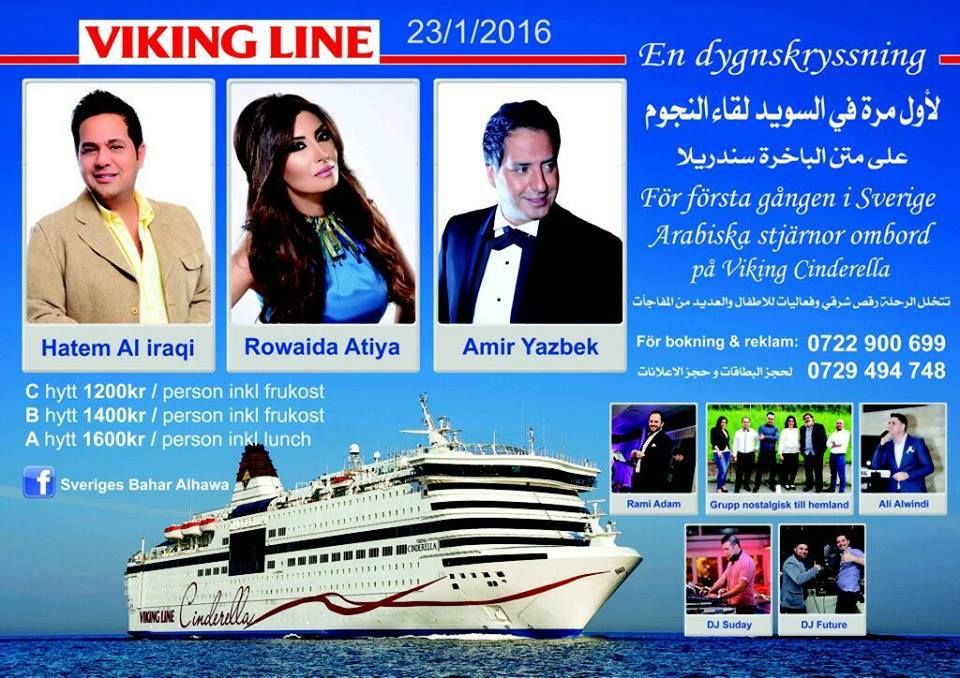 VIKING LINE
23/1/2016
En dygnskryssning
لأول مرة في السويد لقاء النجوم
على متن الباخرة سندريلا
För första gången i Sverige
Arabiska stjärnor ombord
på Viking Cinderella
تتخلل الرحلة رقص شرقي وفعاليات للاطفال والعديد من المفاجآت
För bokning & reklam: 0722 900 699
لحجز البطاقات و حجز الاعلانات 0729 494 748
Hatem Al iraqi
Rowaida Atiya
Amir Yazbek
C hytt 1200kr / person inkl frukost
B hytt 1400kr / person inkl frukost
A hytt 1600kr / person inkl lunch
f Sveriges Bahar Alhawa
Rami Adam
Grupp nostalgisk till hemland
Ali Alwindi
DJ Suday
DJ Future
VIKING LINE
CINDERELLA
VIKING LINE Cinderella